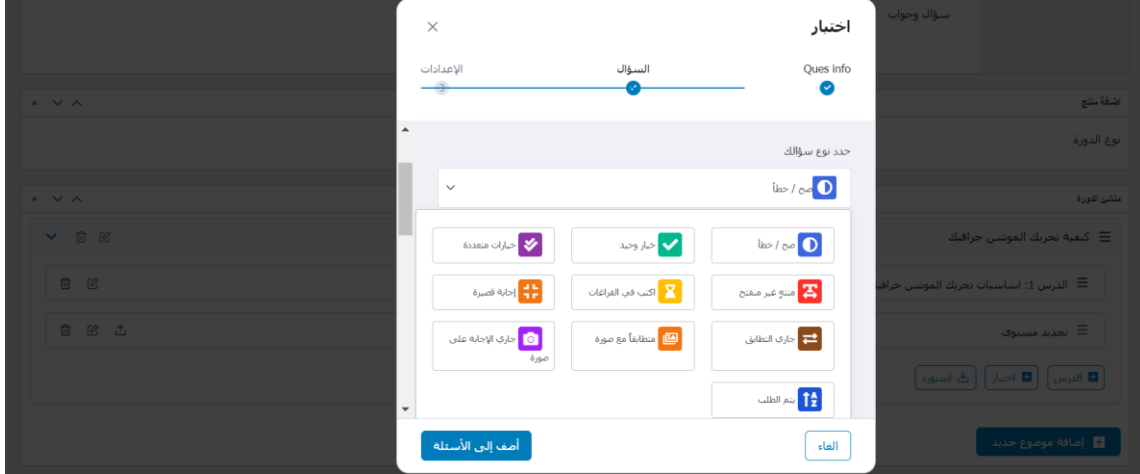 سؤال وجواب
اختبار
Ques info
السؤال
الإعدادات
3
اضافة منتج
نوع الدورة
حدد نوع سؤالك
صح / خطأ
منشئ الدورة
كيفية تحريك الموشن جرافيك
صح / خطأ
خيار وحيد
خيارات متعددة
الدرس 1: اساسيات تحريك الموشن جرافيك
منتهٍ غير منفتح
اكتب في الفراغات
إجابة قصيرة
تحديد مستوى
جاري التطابق
متطابقاً مع صورة
جاري الإجابة على
صورة
الدرس
اختبار
استورد
يتم الطلب
إضافة موضوع جديد
الغاء
أضف إلى الأسئلة